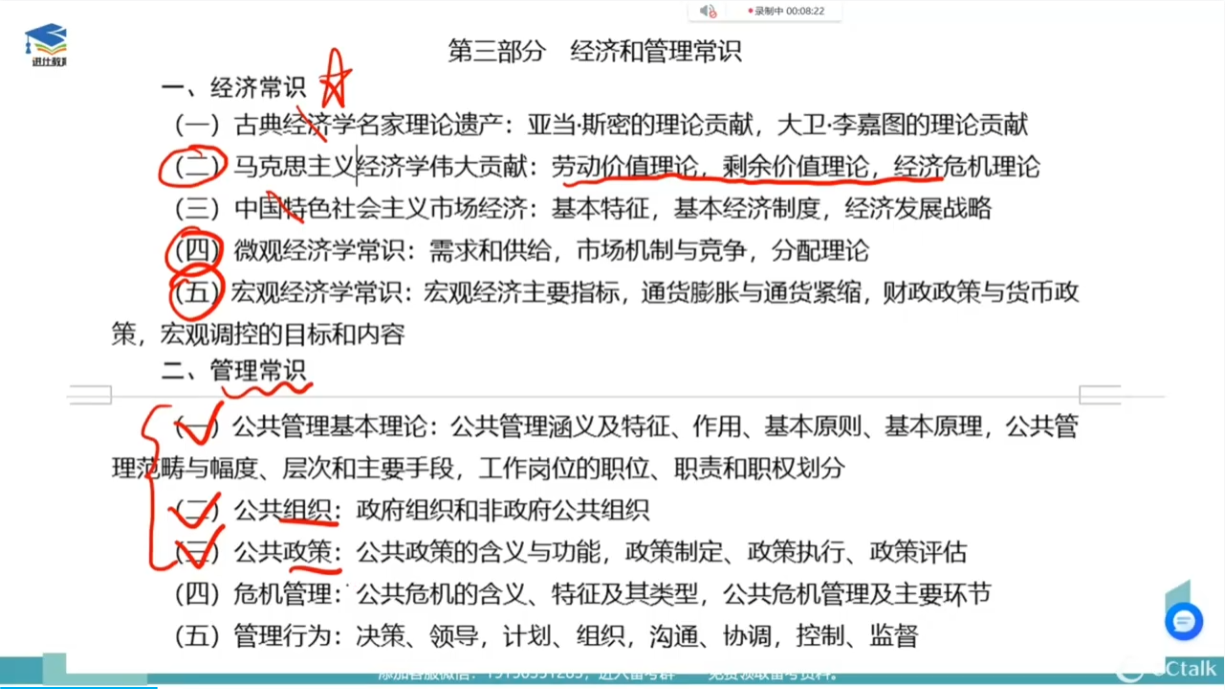 录制中 00:08:22
进仕教育
第三部分 经济和管理常识
一、经济常识
（一）古典经济学名家理论遗产：亚当·斯密的理论贡献，大卫·李嘉图的理论贡献
（二）马克思主义经济学伟大贡献：劳动价值理论，剩余价值理论，经济危机理论
（三）中国特色社会主义市场经济：基本特征，基本经济制度，经济发展战略
（四）微观经济学常识：需求和供给，市场机制与竞争，分配理论
（五）宏观经济学常识：宏观经济主要指标，通货膨胀与通货紧缩，财政政策与货币政
策，宏观调控的目标和内容
二、管理常识
（一）公共管理基本理论：公共管理涵义及特征、作用、基本原则、基本原理，公共管
理范畴与幅度、层次和主要手段，工作岗位的职位、职责和职权划分
（二）公共组织：政府组织和非政府公共组织
（三）公共政策：公共政策的含义与功能，政策制定、政策执行、政策评估
（四）危机管理：公共危机的含义、特征及其类型，公共危机管理及主要环节
（五）管理行为：决策、领导，计划、组织，沟通、协调，控制、监督
CCtalk